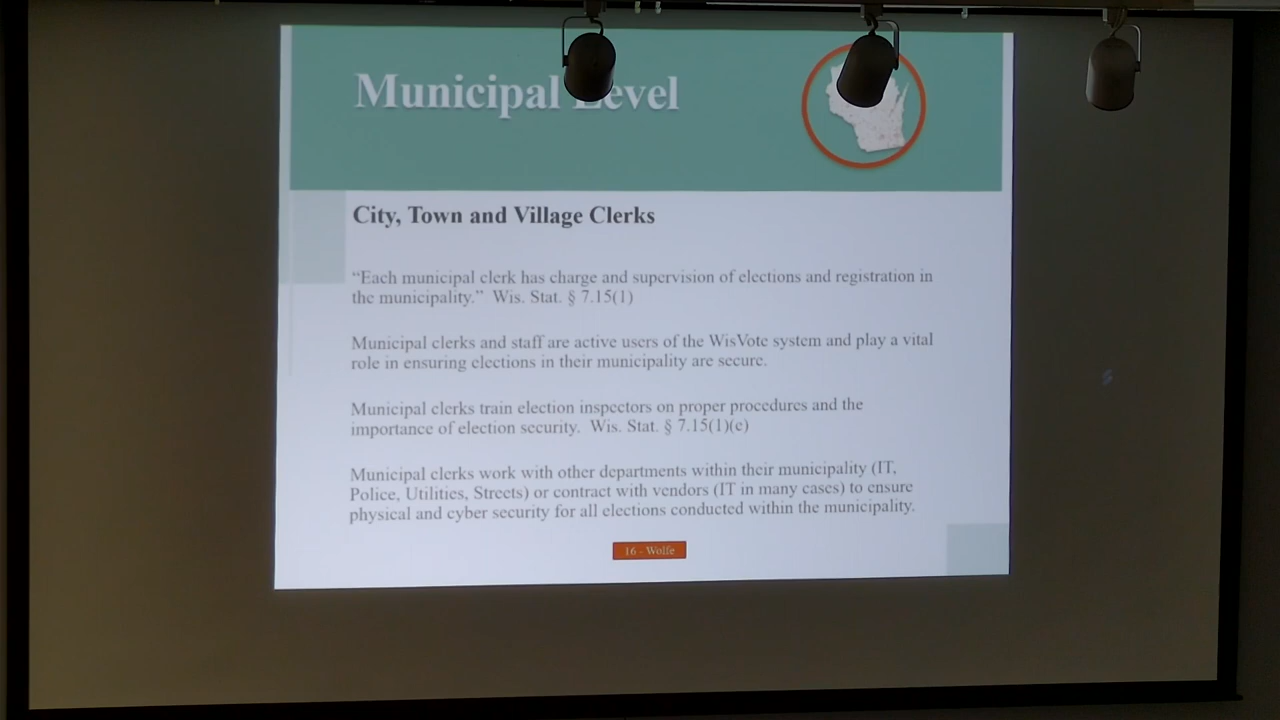 Municipal Level
City, Town and Village Clerks
“Each municipal clerk has charge and supervision of elections and registration in
the municipality.” Wis. Stat. § 7.15(1)
Municipal clerks and staff are active users of the WisVote system and play a vital
role in ensuring elections in their municipality are secure.
Municipal clerks train election inspectors on proper procedures and the
importance of election security. Wis. Stat. § 7.15(1)(e)
Municipal clerks work with other departments within their municipality (IT,
Police, Utilities, Streets) or contract with vendors (IT in many cases) to ensure
physical and cyber security for all elections conducted within the municipality.
16 - Wolfe